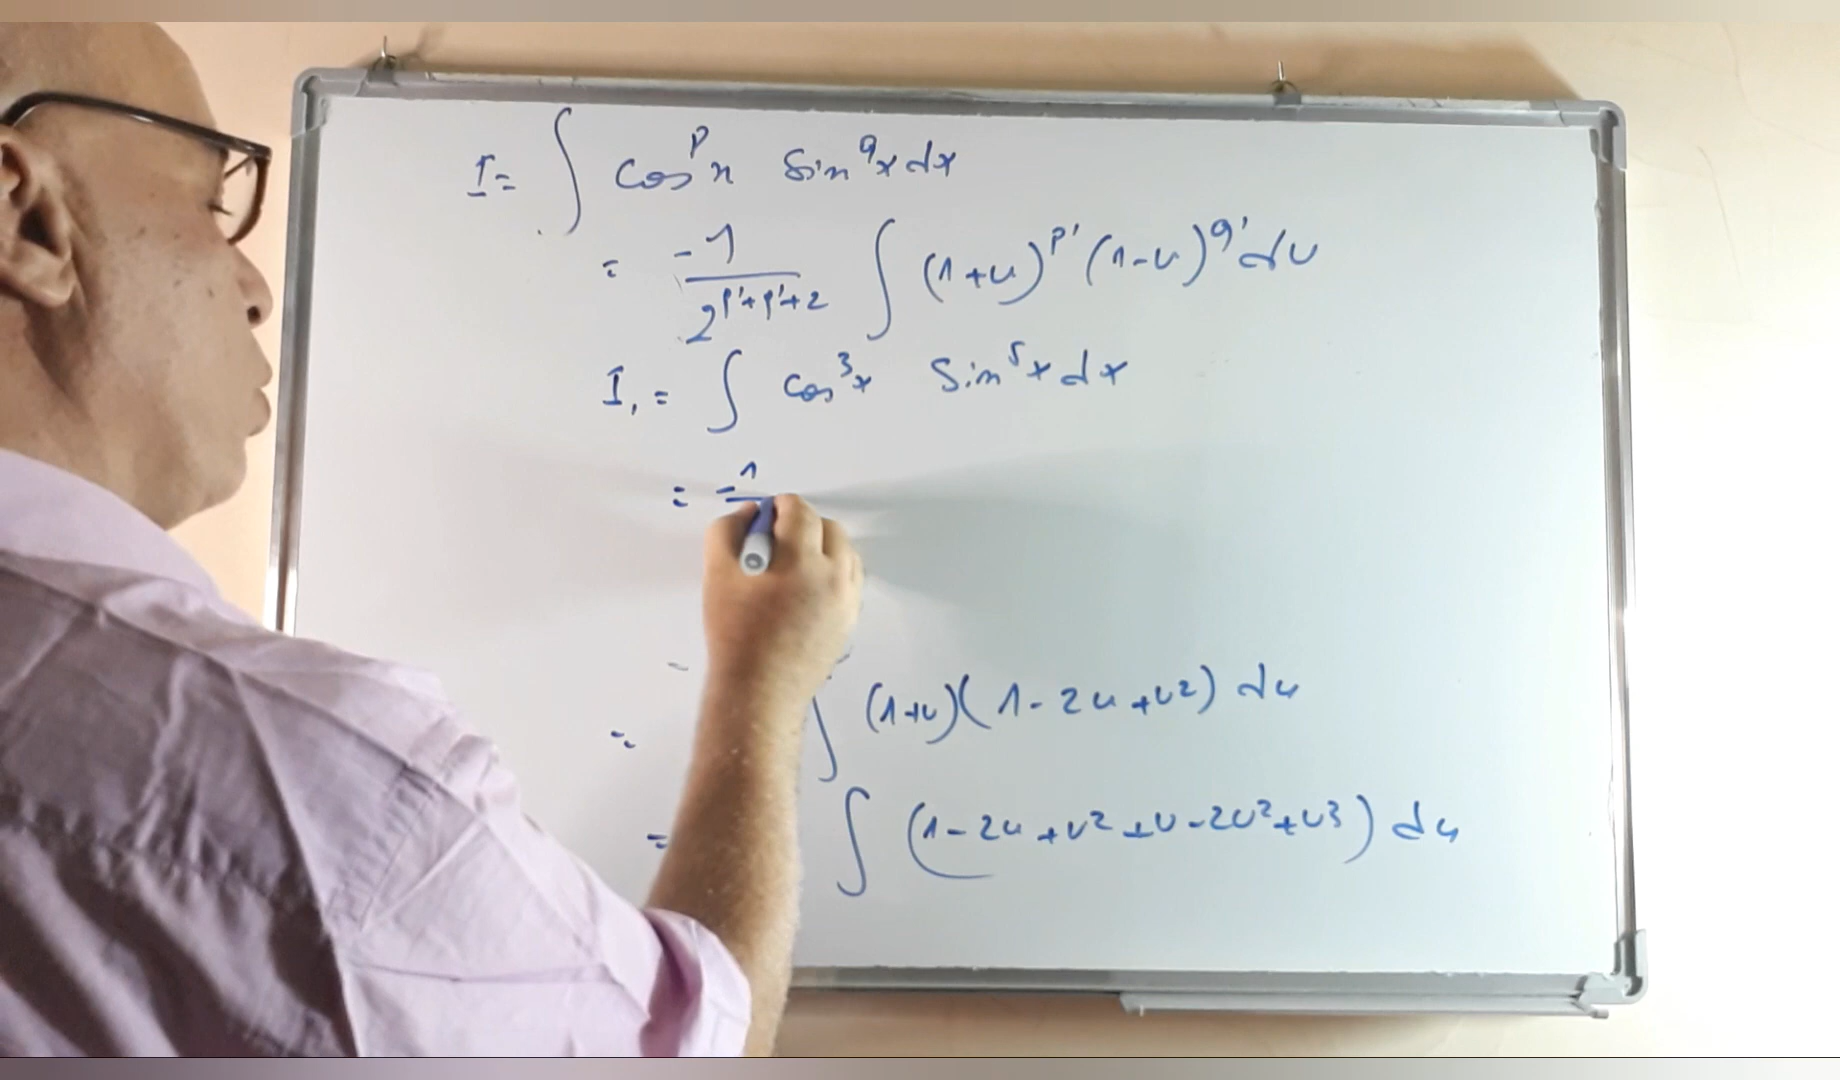 I = ∫ cos^p x sin^q x dx
= -1/2^{p'+q'+2} ∫ (1+u)^{p'} (1-u)^{q'} du
I₁ = ∫ cos³x sin⁵x dx
= -1
= ∫ (1+u)(1-2u+u²) du
= ∫ (1-2u+u²+u-2u²+u³) du